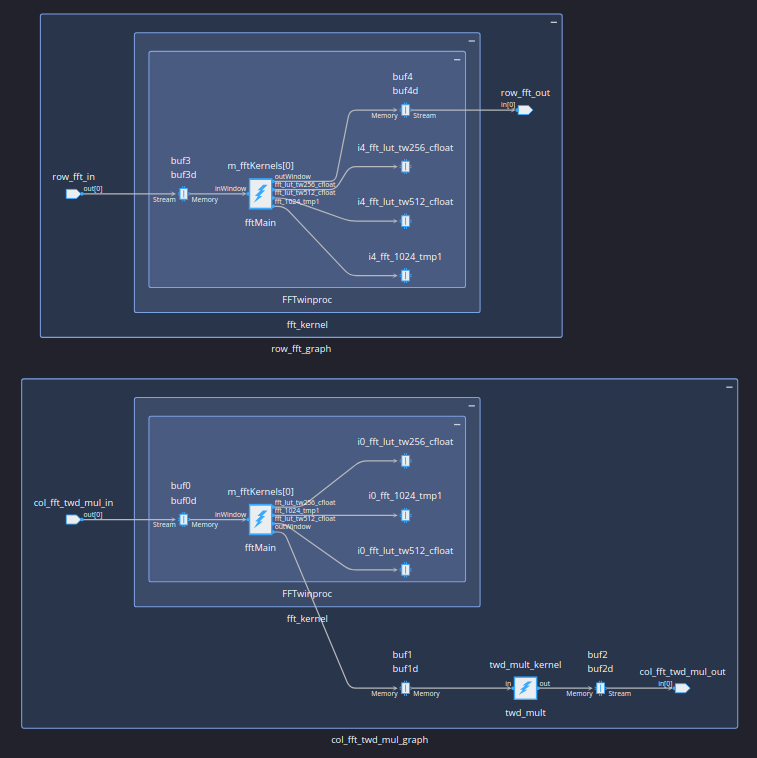 buf4
buf4d
row_fft_out
in[0]
Memory
Stream
i4_fft_lut_tw256_cfloat
buf3
buf3d
m_fftKernels[0]
row_fft_in
out[0]
Stream
Memory
inWindow
outWindow
fft_lut_tw256_cfloat
fft_lut_tw512_cfloat
fft_1024_tmp1
fftMain
i4_fft_lut_tw512_cfloat
i4_fft_1024_tmp1
FFTwinproc
fft_kernel
row_fft_graph
i0_fft_lut_tw256_cfloat
buf0
buf0d
m_fftKernels[0]
col_fft_twd_mul_in
out[0]
Stream
Memory
inWindow
fft_lut_tw256_cfloat
fft_1024_tmp1
fft_lut_tw512_cfloat
outWindow
fftMain
i0_fft_1024_tmp1
i0_fft_lut_tw512_cfloat
FFTwinproc
fft_kernel
buf1
buf1d
Memory
Memory
twd_mult_kernel
in
out
twd_mult
buf2
buf2d
Memory
Stream
col_fft_twd_mul_out
in[0]
col_fft_twd_mul_graph